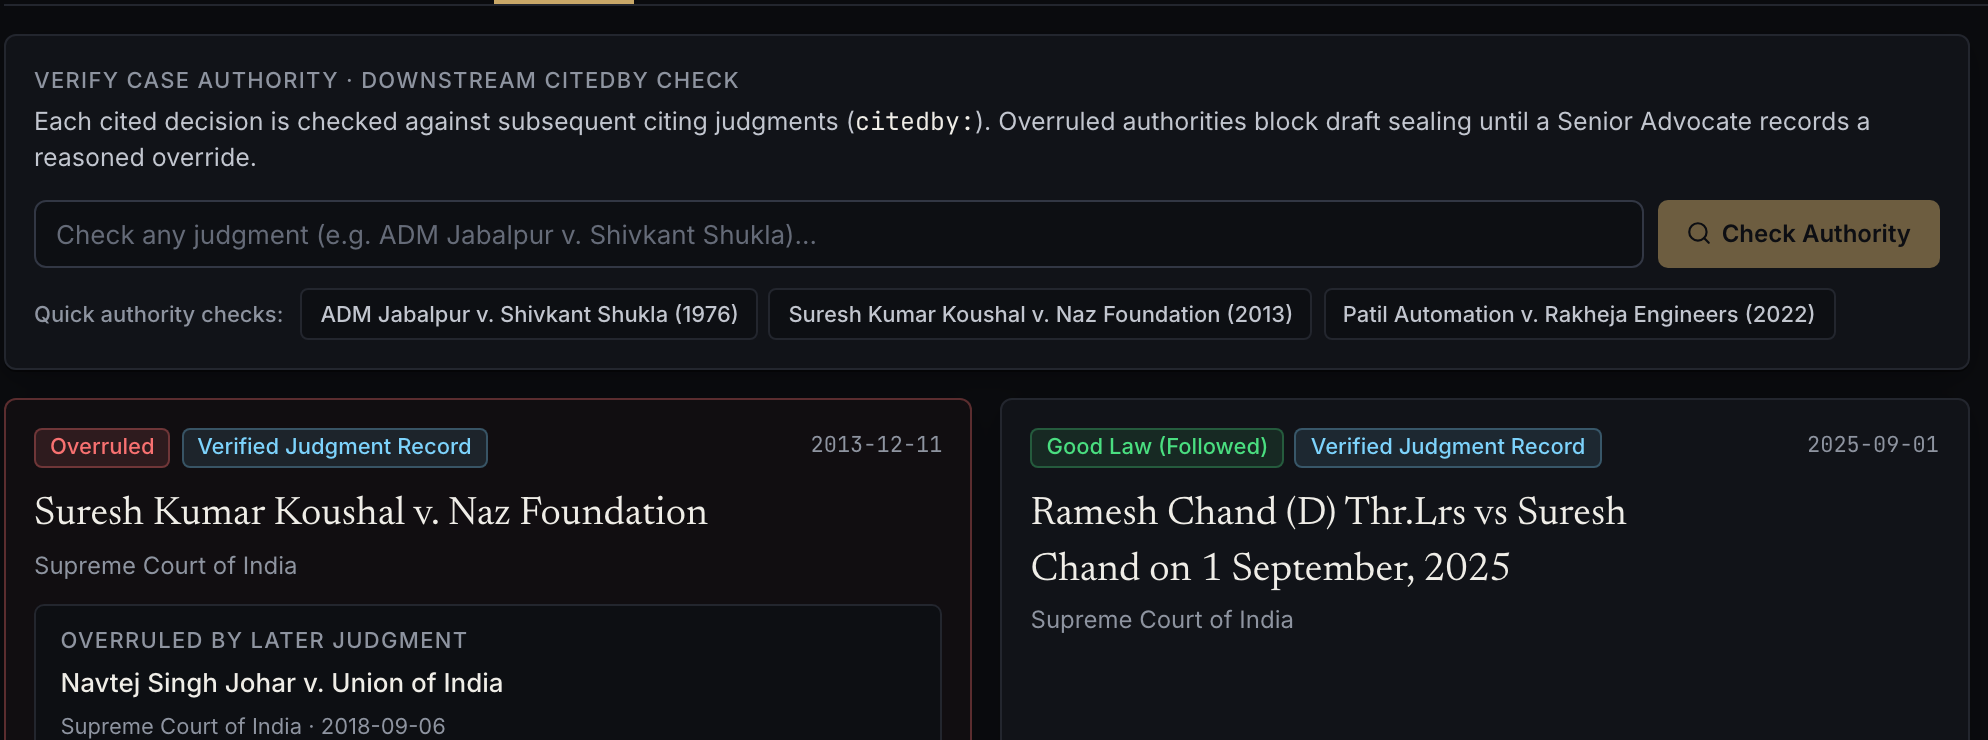 VERIFY CASE AUTHORITY · DOWNSTREAM CITEDBY CHECK
Each cited decision is checked against subsequent citing judgments (citedby:). Overruled authorities block draft sealing until a Senior Advocate records a
reasoned override.
Check any judgment (e.g. ADM Jabalpur v. Shivkant Shukla)...
Check Authority
Quick authority checks:
ADM Jabalpur v. Shivkant Shukla (1976)
Suresh Kumar Koushal v. Naz Foundation (2013)
Patil Automation v. Rakheja Engineers (2022)
Overruled
Verified Judgment Record
2013-12-11
Suresh Kumar Koushal v. Naz Foundation
Supreme Court of India
OVERRULED BY LATER JUDGMENT
Navtej Singh Johar v. Union of India
Supreme Court of India · 2018-09-06
Good Law (Followed)
Verified Judgment Record
2025-09-01
Ramesh Chand (D) Thr.Lrs vs Suresh
Chand on 1 September, 2025
Supreme Court of India